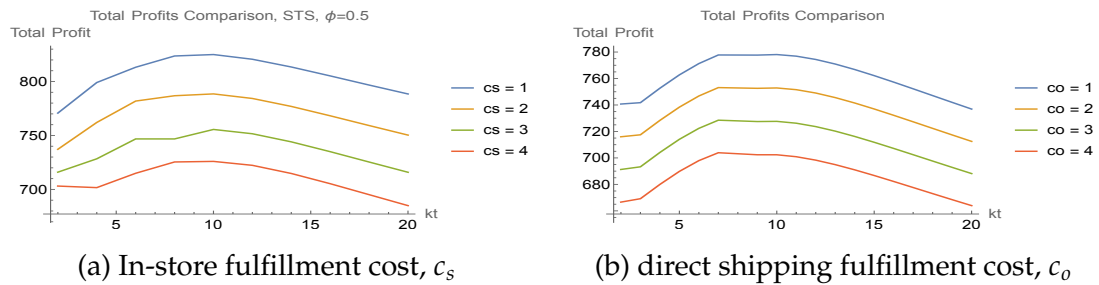 Total Profits Comparison, STS, ϕ=0.5
Total Profit
800
750
700
5
10
15
20
kt
cs = 1
cs = 2
cs = 3
cs = 4
(a) In-store fulfillment cost, cₛ
Total Profits Comparison
Total Profit
780
760
740
720
700
680
5
10
15
20
kt
co = 1
co = 2
co = 3
co = 4
(b) direct shipping fulfillment cost, cₒ